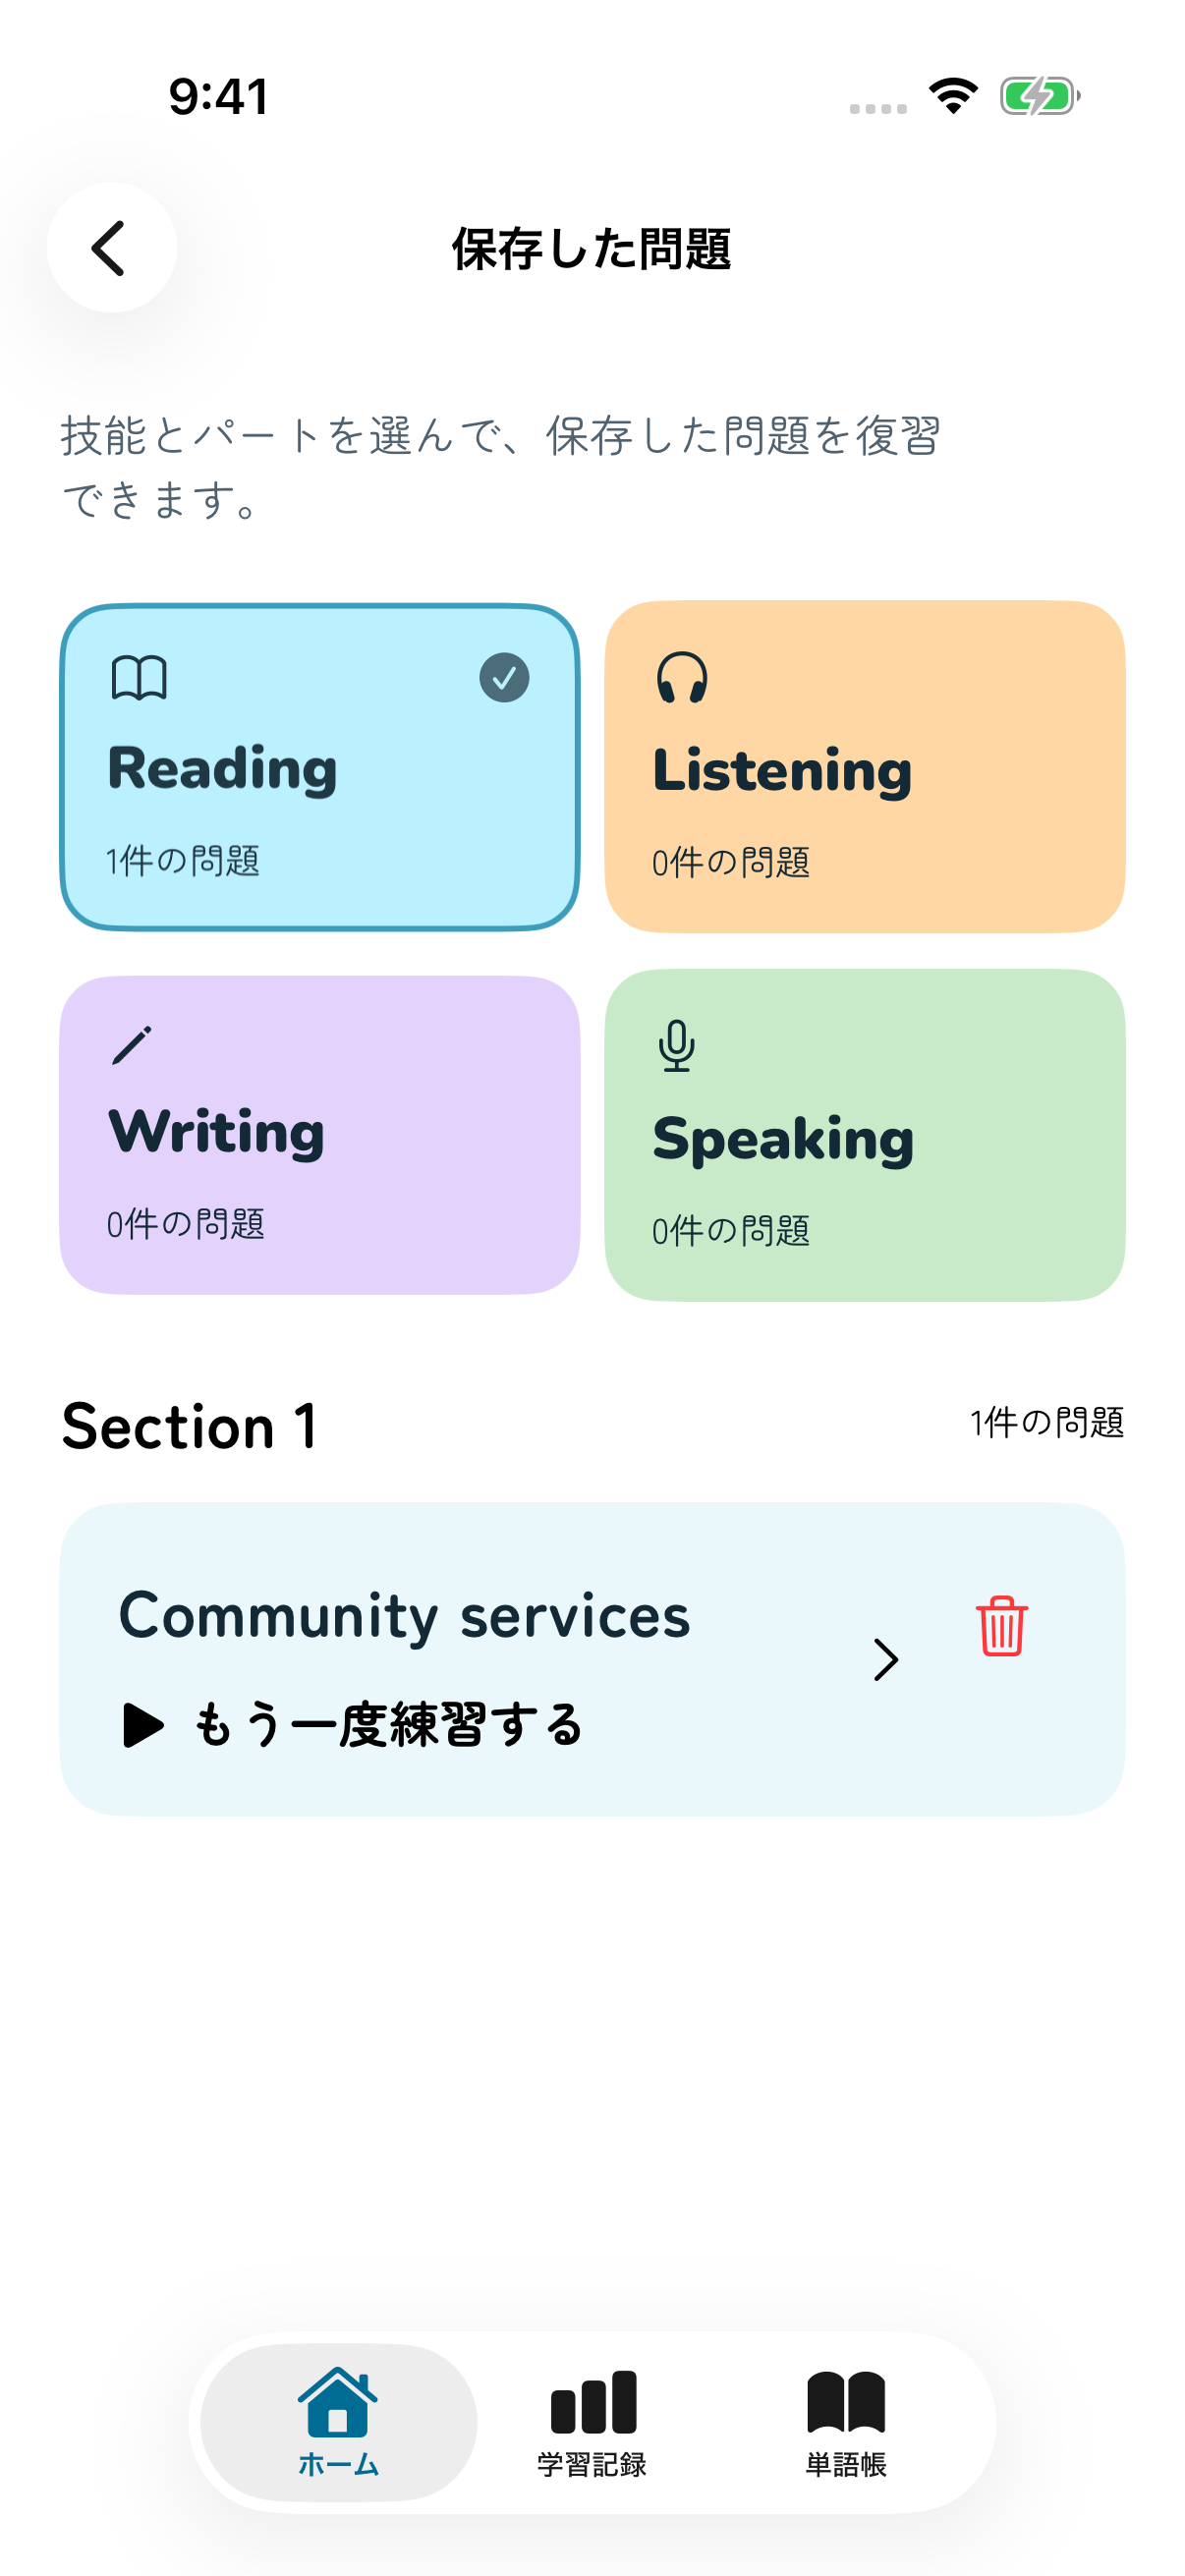 9:41
保存した問題
技能とパートを選んで、保存した問題を復習
できます。
Reading
1件の問題
Listening
0件の問題
Writing
0件の問題
Speaking
0件の問題
Section 1
1件の問題
Community services
もう一度練習する
ホーム
学習記録
単語帳